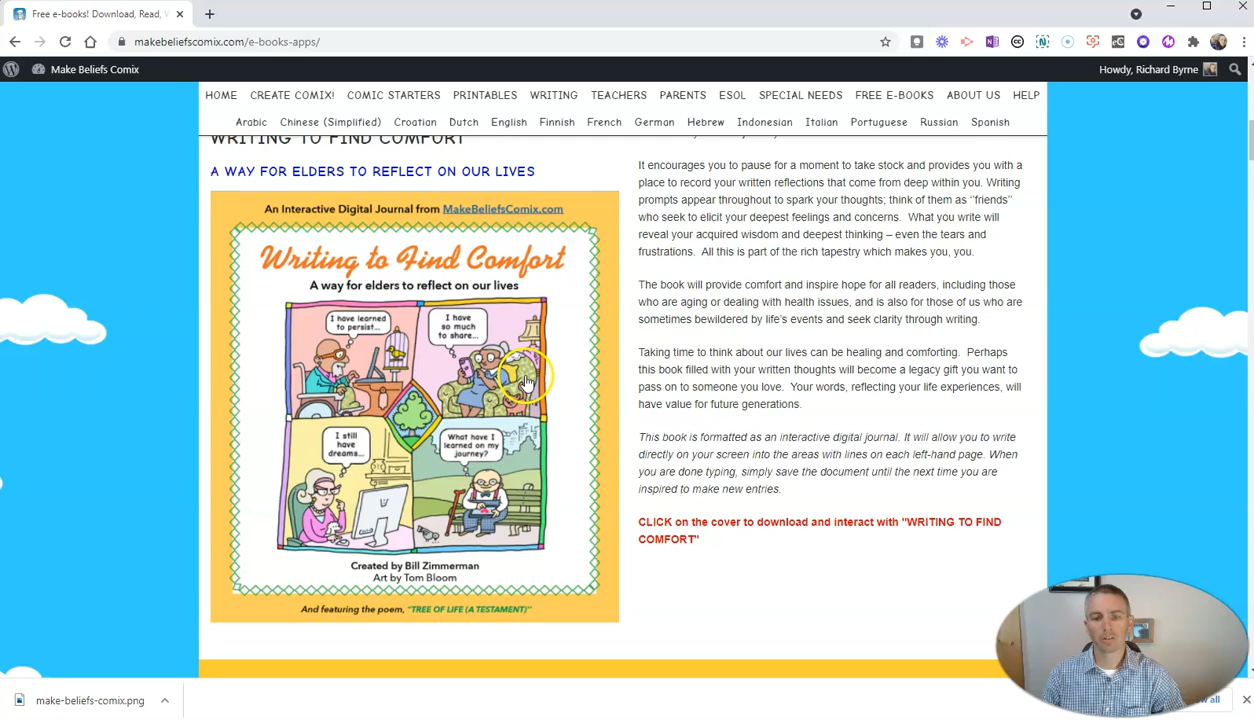 Free e-books! Download, Read, W
makebeliefscomix.com/e-books-apps/
Make Beliefs Comix
Howdy, Richard Byrne
HOME CREATE COMIX! COMIC STARTERS PRINTABLES WRITING TEACHERS PARENTS ESOL SPECIAL NEEDS FREE E-BOOKS ABOUT US HELP
Arabic Chinese (Simplified) Croatian Dutch English Finnish French German Hebrew Indonesian Italian Portuguese Russian Spanish
WRITING TO FIND COMFORT
A WAY FOR ELDERS TO REFLECT ON OUR LIVES
An Interactive Digital Journal from MakeBeliefsComix.com
Writing to Find Comfort
A way for elders to reflect on our lives
I have learned
to persist...
I have
so much
to share...
I still
have
dreams...
What have I
learned on my
journey?
Created by Bill Zimmerman
Art by Tom Bloom
And featuring the poem, "TREE OF LIFE (A TESTAMENT)"
It encourages you to pause for a moment to take stock and provides you with a
place to record your written reflections that come from deep within you. Writing
prompts appear throughout to spark your thoughts; think of them as "friends"
who seek to elicit your deepest feelings and concerns. What you write will
reveal your acquired wisdom and deepest thinking – even the tears and
frustrations. All this is part of the rich tapestry which makes you, you.
The book will provide comfort and inspire hope for all readers, including those
who are aging or dealing with health issues, and is also for those of us who are
sometimes bewildered by life's events and seek clarity through writing.
Taking time to think about our lives can be healing and comforting. Perhaps
this book filled with your written thoughts will become a legacy gift you want to
pass on to someone you love. Your words, reflecting your life experiences, will
have value for future generations.
This book is formatted as an interactive digital journal. It will allow you to write
directly on your screen into the areas with lines on each left-hand page. When
you are done typing, simply save the document until the next time you are
inspired to make new entries.
CLICK on the cover to download and interact with "WRITING TO FIND
COMFORT"
make-beliefs-comix.png
all